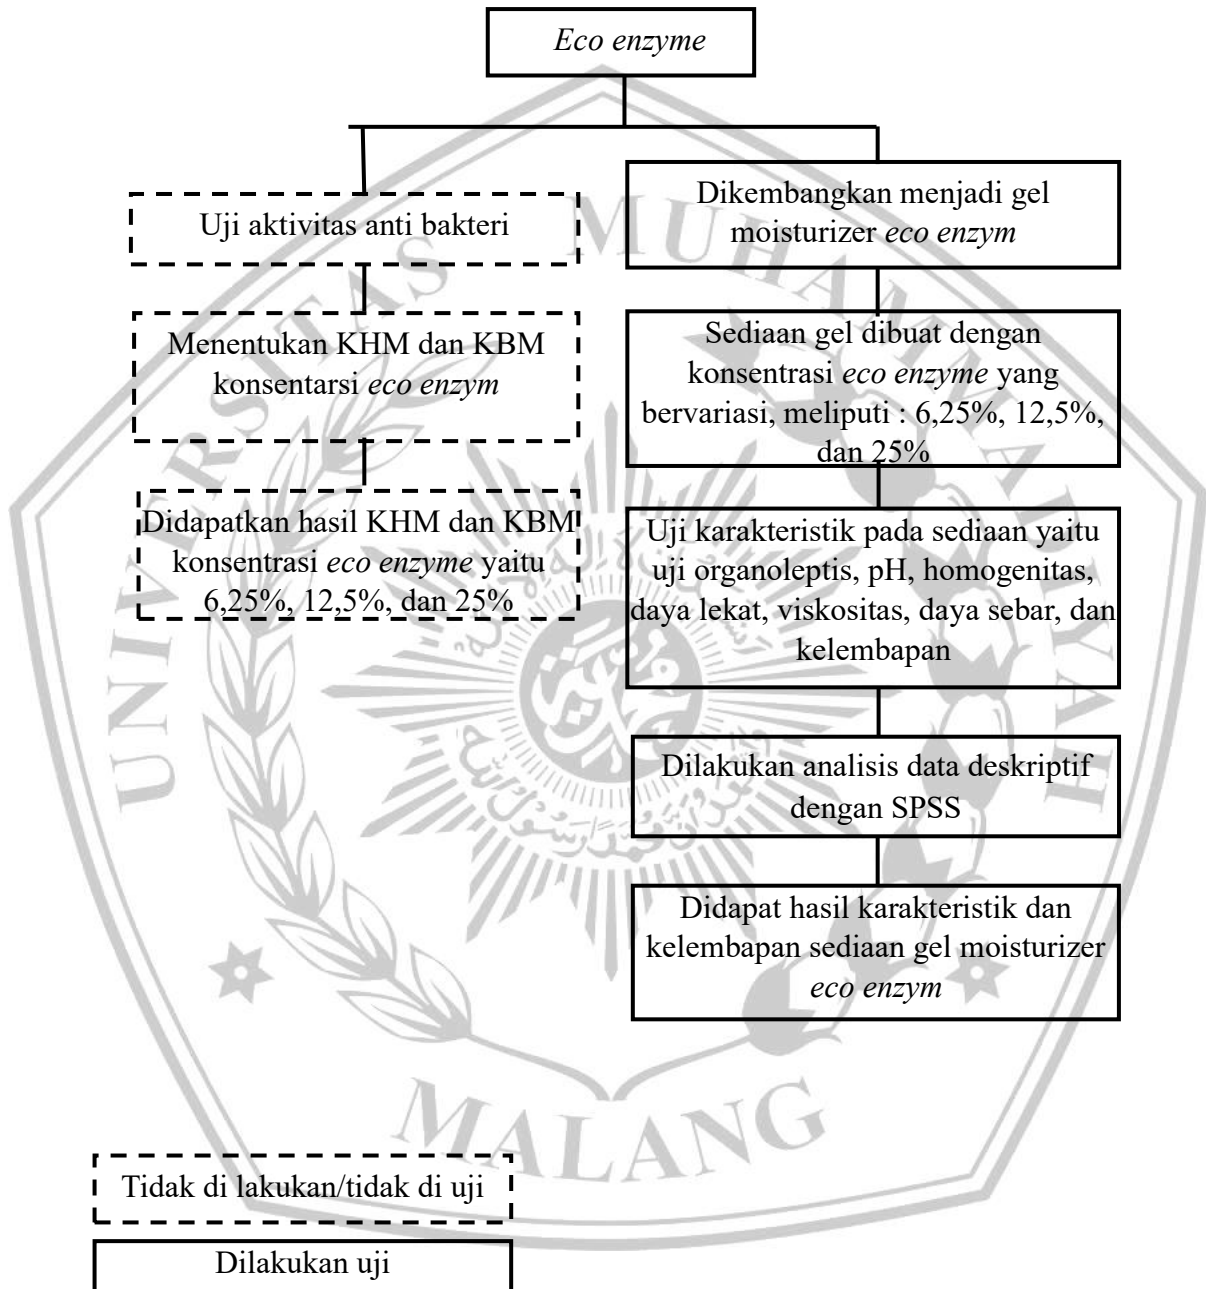 Eco enzyme
Uji aktivitas anti bakteri
Menentukan KHM dan KBM
konsentarsi eco enzym
Didapatkan hasil KHM dan KBM
konsentrasi eco enzyme yaitu
6,25%, 12,5%, dan 25%
Dikembangkan menjadi gel
moisturizer eco enzym
Sediaan gel dibuat dengan
konsentrasi eco enzyme yang
bervariasi, meliputi : 6,25%, 12,5%,
dan 25%
Uji karakteristik pada sediaan yaitu
uji organoleptis, pH, homogenitas,
daya lekat, viskositas, daya sebar, dan
kelembapan
Dilakukan analisis data deskriptif
dengan SPSS
Didapat hasil karakteristik dan
kelembapan sediaan gel moisturizer
eco enzym
Tidak di lakukan/tidak di uji
Dilakukan uji
UNIVERSITAS MUHAMMADIYAH
MALANG